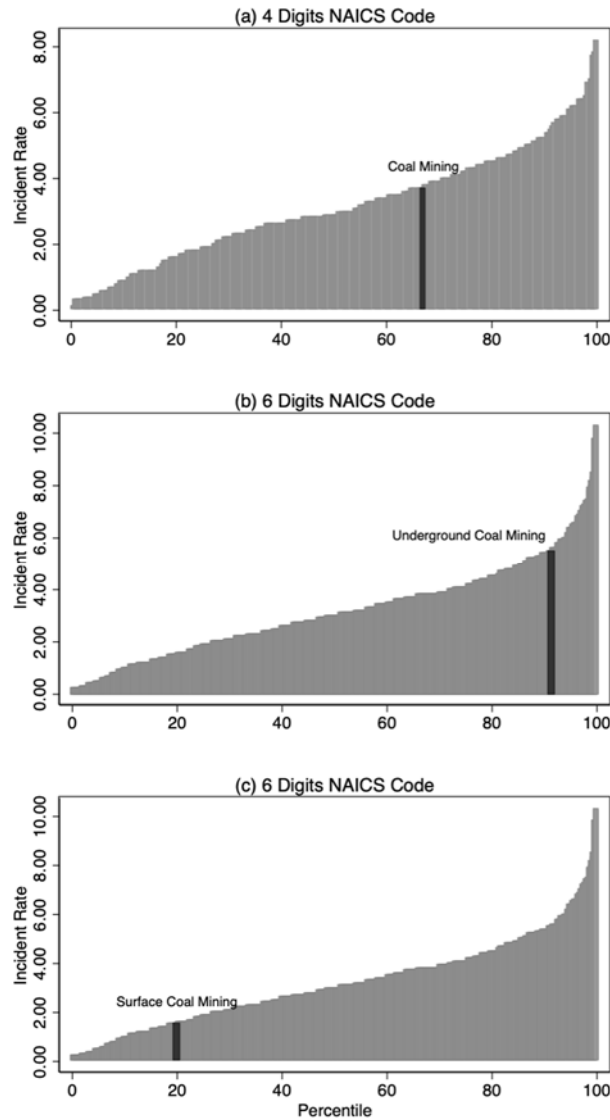 (a) 4 Digits NAICS Code
Incident Rate
8.00
6.00
4.00
2.00
0.00
Coal Mining
0 20 40 60 80 100
(b) 6 Digits NAICS Code
Incident Rate
10.00
8.00
6.00
4.00
2.00
0.00
Underground Coal Mining
0 20 40 60 80 100
(c) 6 Digits NAICS Code
Incident Rate
10.00
8.00
6.00
4.00
2.00
0.00
Surface Coal Mining
0 20 40 60 80 100
Percentile